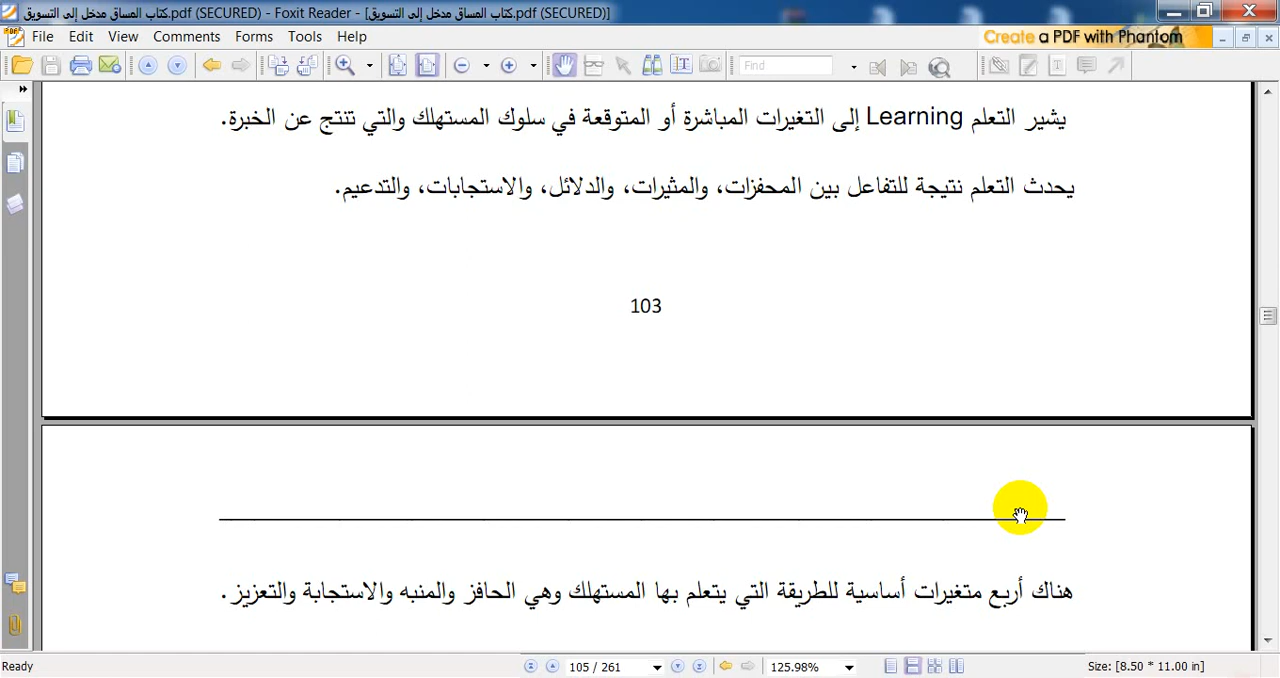 كتاب المساق مدخل إلى التسويق.pdf (SECURED) - Foxit Reader - [كتاب المساق مدخل إلى التسويق.pdf (SECURED)]
File Edit View Comments Forms Tools Help
Create a PDF with Phantom
Find
يشير التعلم Learning إلى التغيرات المباشرة أو المتوقعة في سلوك المستهلك والتي تنتج عن الخبرة.
يحدث التعلم نتيجة للتفاعل بين المحفزات، والمثيرات، والدلائل، والاستجابات، والتدعيم.
103
هناك أربع متغيرات أساسية للطريقة التي يتعلم بها المستهلك وهي الحافز والمنبه والاستجابة والتعزيز.
Ready 105 / 261 125.98% Size: [8.50 * 11.00 in]